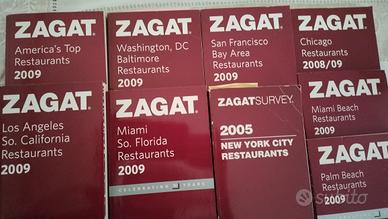 ZAGAT®
America's Top
Restaurants
2009
ZAGAT®
Washington, DC
Baltimore
Restaurants
2009
ZAGAT®
San Francisco
Bay Area
Restaurants
2009
ZAGAT®
Chicago
Restaurants
2008/09
ZAGAT®
Los Angeles
So. California
Restaurants
2009
ZAGAT®
Miami
So. Florida
Restaurants
2009
CELEBRATING
YEARS
ZAGATSURVEY®
2005
NEW YORK CITY
RESTAURANTS
ZAGAT®
Miami Beach
Restaurants
2009
ZAGAT®
Palm Beach
Restaurants
2009
subito